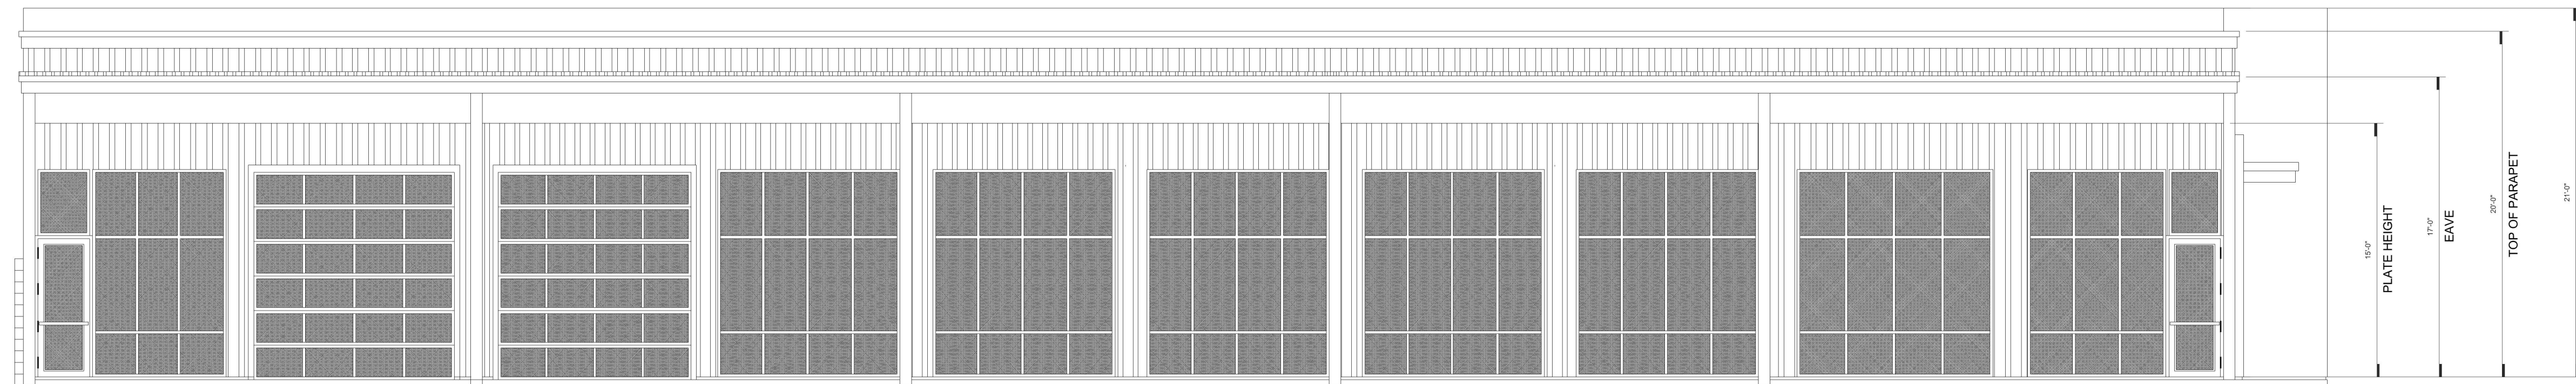 15'-0"
PLATE HEIGHT
17'-0"
EAVE
20'-0"
TOP OF PARAPET
21'-0"